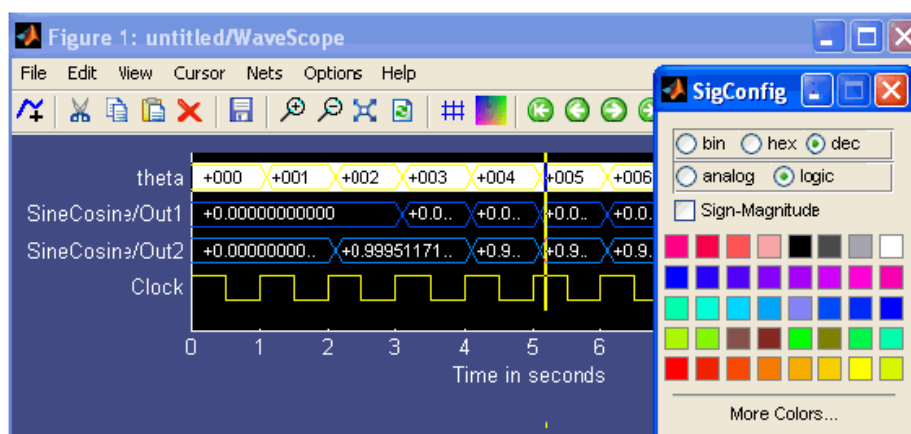 Figure 1: untitled/WaveScope
File Edit View Cursor Nets Options Help
SigConfig
bin hex dec
analog logic
Sign-Magnitude
More Colors...
theta +000 +001 +002 +003 +004 +005 +006
SineCosine/Out1 +0.00000000000 +0.0.. +0.0.. +0.0.. +0.0.
SineCosine/Out2 +0.00000000.. +0.99951171.. +0.9.. +0.9.. +0.9.
Clock
0 1 2 3 4 5 6
Time in seconds